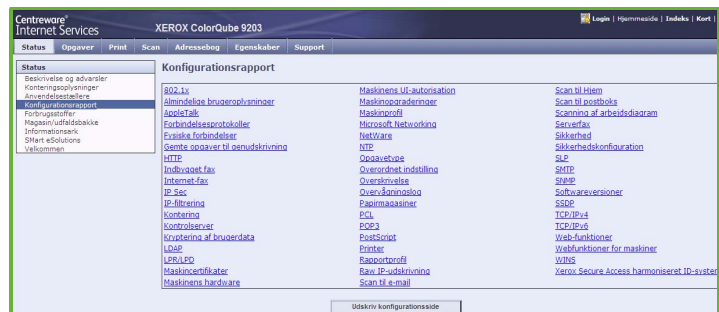 Centreware®
Internet Services
XEROX ColorQube 9203
Login | Hjemmeside | Indeks | Kort |
Status Opgaver Print Scan Adressebog Egenskaber Support
Status
Beskrivelse og advarsler
Konteringsoplysninger
Anvendelsestællere
Konfigurationsrapport
Forbrugsstoffer
Magasin/udfaldsbakke
Informationsark
SMart eSolutions
Velkommen
Konfigurationsrapport
802.1x
Almindelige brugeroplysninger
AppleTalk
Forbindelsesprotokoller
Fysiske forbindelser
Gemte opgaver til genudskrivning
HTTP
Indbygget fax
Internet-fax
IP Sec
IP-filtrering
Kontering
Kontrolserver
Kryptering af brugerdata
LDAP
LPR/LPD
Maskincertifikater
Maskinens hardware
Maskinens UI-autorisation
Maskinopgraderinger
Maskinprofil
Microsoft Networking
NetWare
NTP
Opgavetype
Overordnet indstilling
Overskrivelse
Overvågningslog
Papirmagasiner
PCL
POP3
PostScript
Printer
Rapportprofil
Raw IP-udskrivning
Scan til e-mail
Scan til Hjem
Scan til postboks
Scanning af arbejdsdiagram
Serverfax
Sikkerhed
Sikkerhedskonfiguration
SLP
SMTP
SNMP
Softwareversioner
SSDP
TCP/IPv4
TCP/IPv6
Web-funktioner
Webfunktioner for maskiner
WINS
Xerox Secure Access harmoniseret ID-syster
Udskriv konfigurationsside